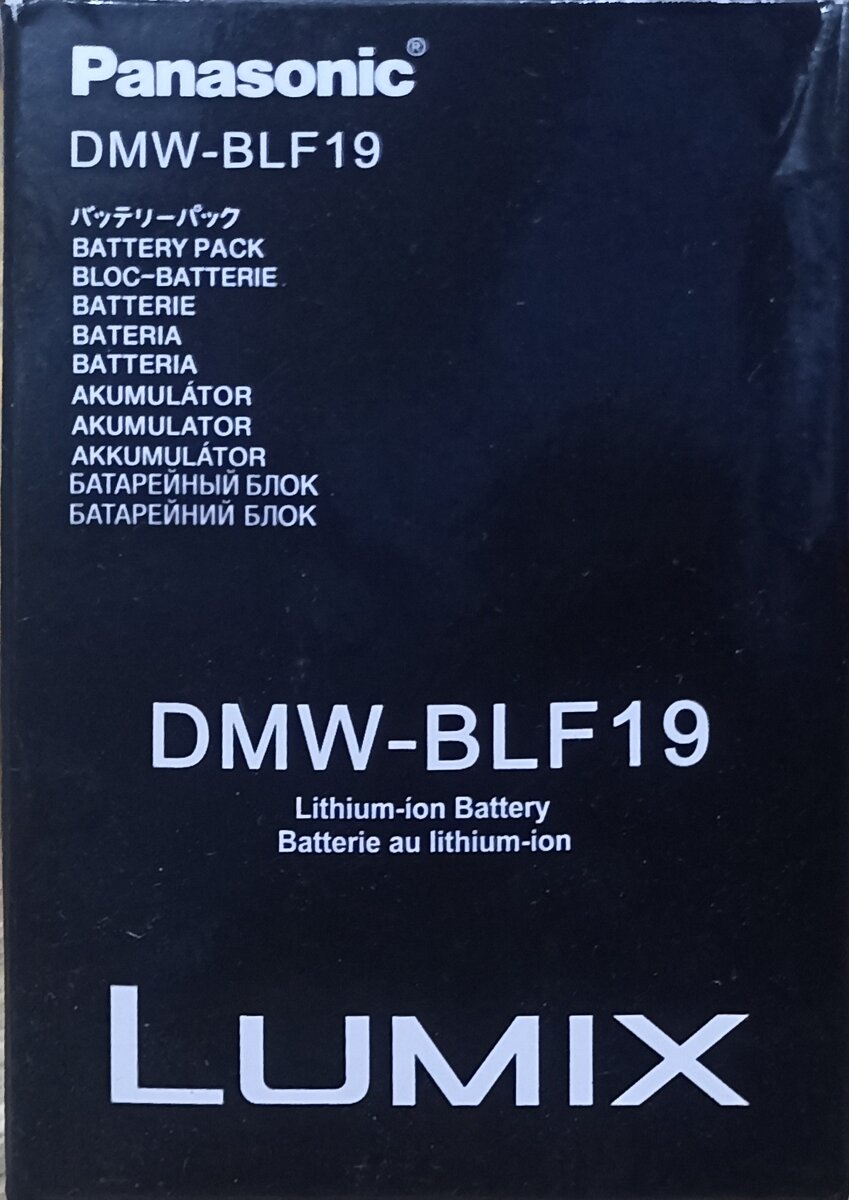 Panasonic®
DMW-BLF19
バッテリーパック
BATTERY PACK
BLOC-BATTERIE
BATTERIE
BATERIA
BATTERIA
AKUMULÁTOR
AKUMULATOR
AKKUMULÁTOR
БАТАРЕЙНЫЙ БЛОК
БАТАРЕЙНИЙ БЛОК
DMW-BLF19
Lithium-íon Battery
Batterie au lithium-ion
LUMIX